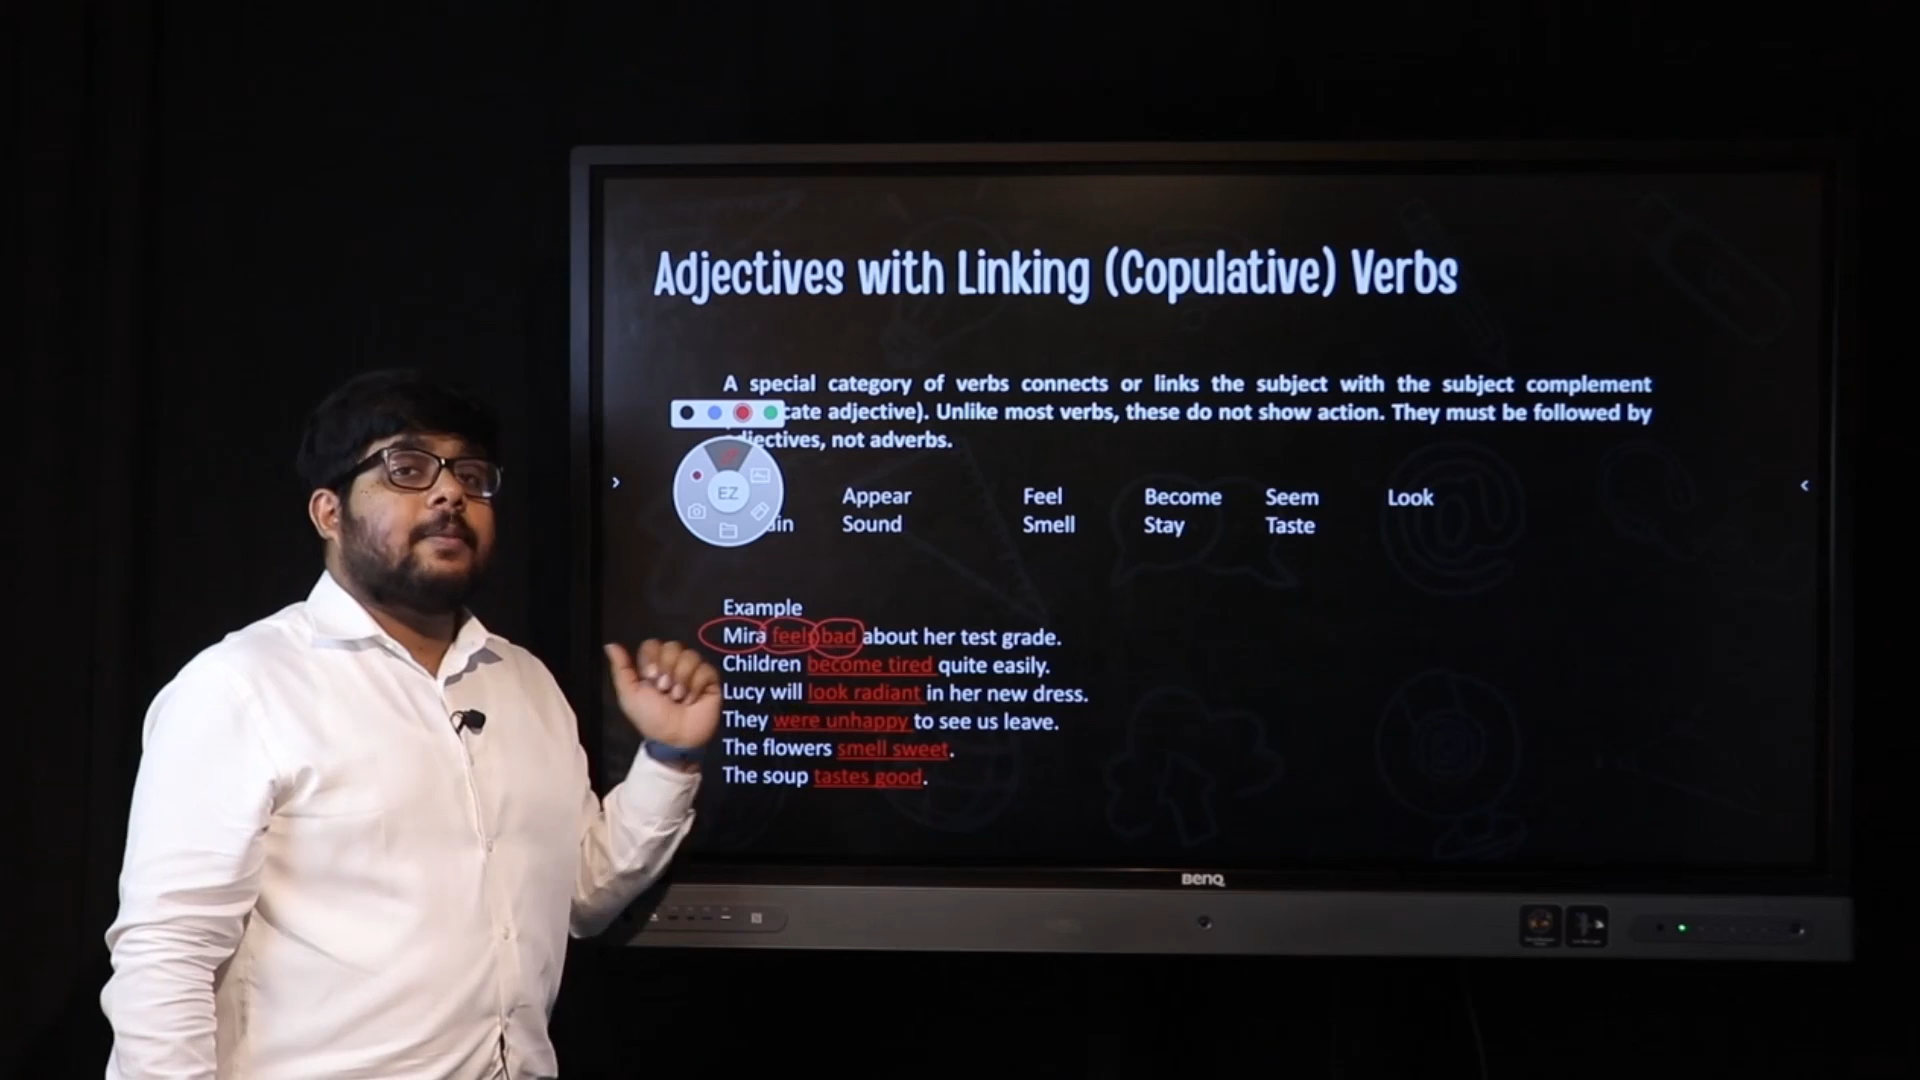 Adjectives with Linking (Copulative) Verbs
A special category of verbs connects or links the subject with the subject complement
adjective). Unlike most verbs, these do not show action. They must be followed by
not adverbs.
EZ
Appear Feel Become Seem Look
Sound Smell Stay Taste
Example
Mira feels bad about her test grade.
Children become tired quite easily.
Lucy will look radiant in her new dress.
They were unhappy to see us leave.
The flowers smell sweet.
The soup tastes good.
BenQ